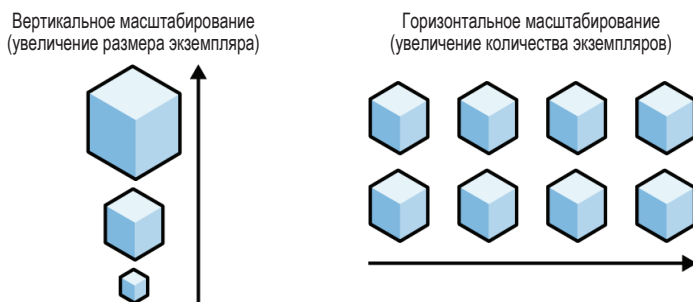 Вертикальное масштабирование
(увеличение размера экземпляра)
Горизонтальное масштабирование
(увеличение количества экземпляров)